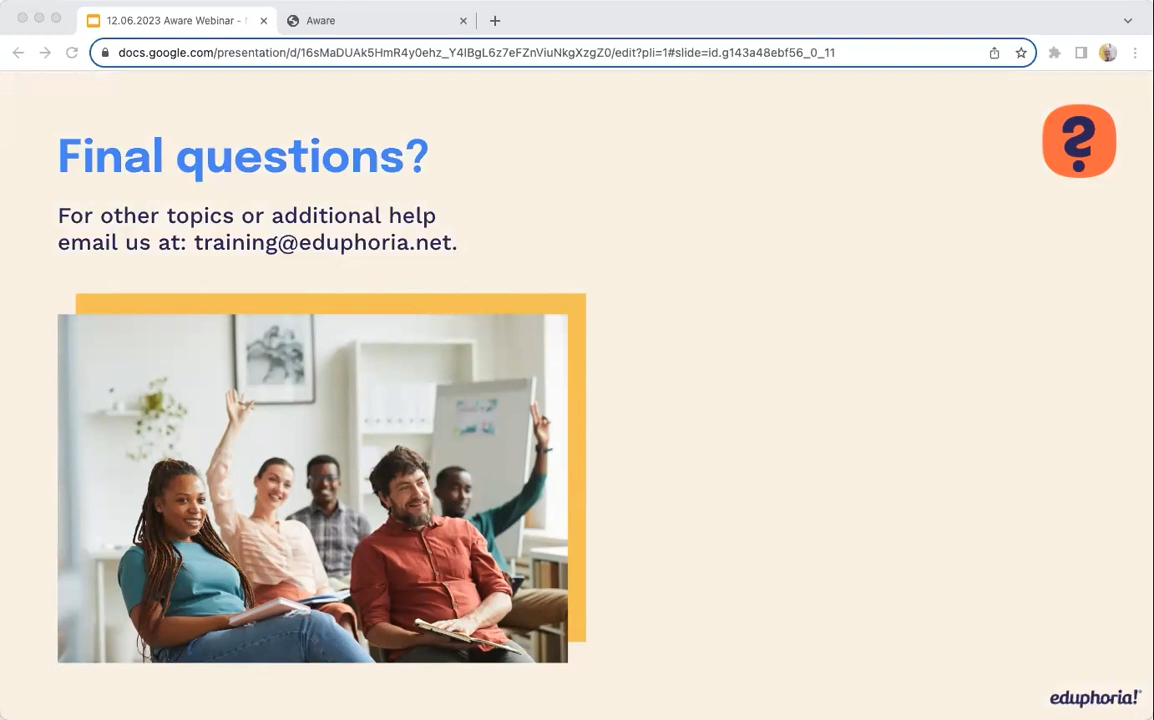 12.06.2023 Aware Webinar -
Aware
docs.google.com/presentation/d/16sMaDUAk5HmR4y0ehz_Y4lBgL6z7eFZnViuNkgXzgZ0/edit?pli=1#slide=id.g143a48ebf56_0_11
?
Final questions?
For other topics or additional help
email us at: training@eduphoria.net.
eduphoria!